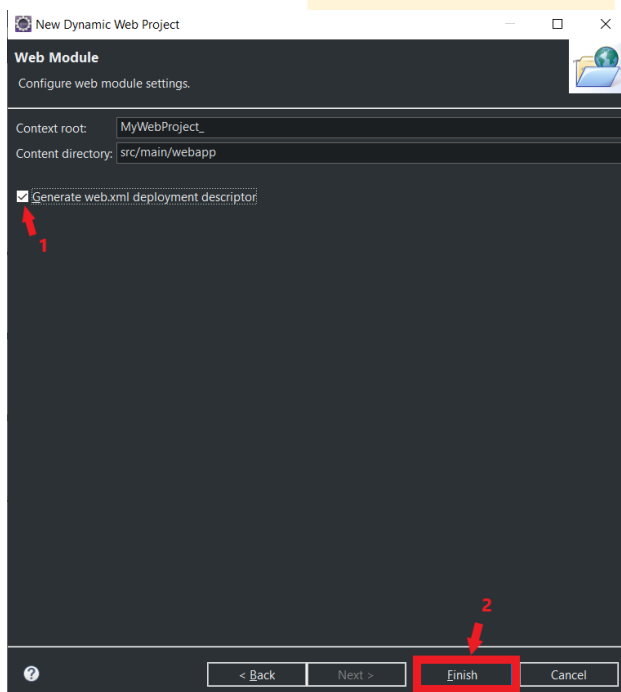 New Dynamic Web Project
Web Module
Configure web module settings.
Context root: MyWebProject_
Content directory: src/main/webapp
Generate web.xml deployment descriptor
1
2
? < Back Next > Finish Cancel